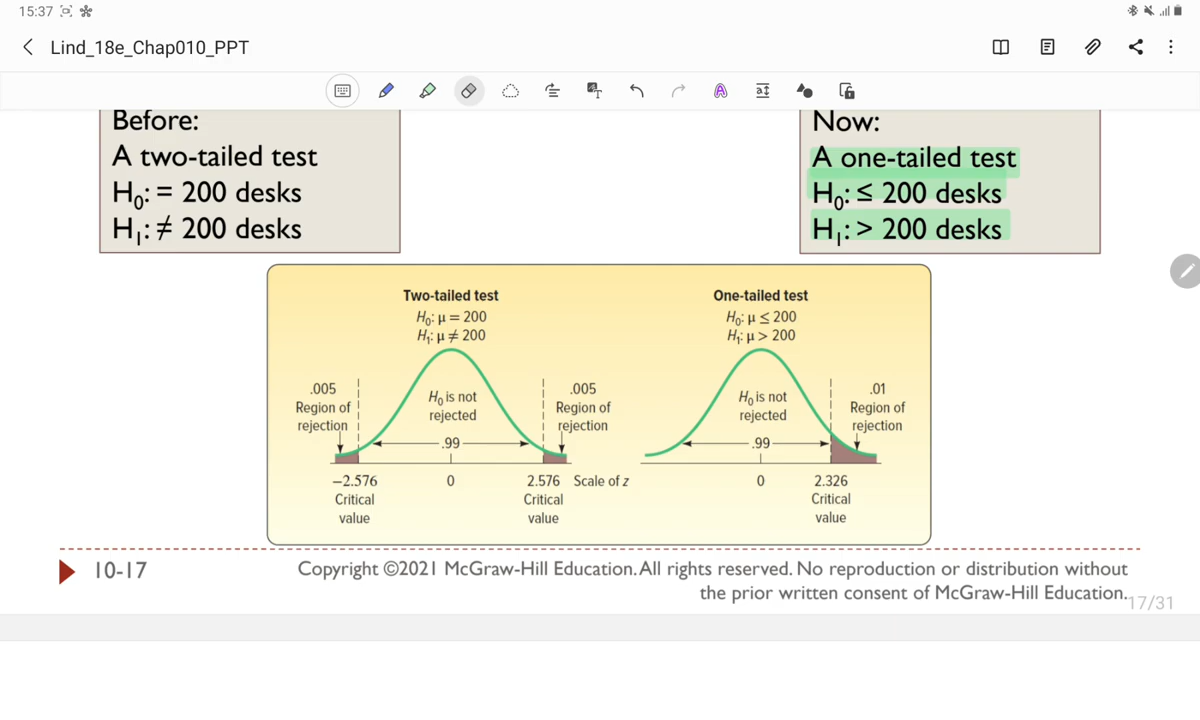 15:37
Lind_18e_Chap010_PPT
Before:
A two-tailed test
H₀: = 200 desks
H₁: ≠ 200 desks
Now:
A one-tailed test
H₀: ≤ 200 desks
H₁: > 200 desks
Two-tailed test
H₀: μ = 200
H₁: μ ≠ 200
.005
Region of
rejection
H₀ is not
rejected
.99
.005
Region of
rejection
−2.576
Critical
value
0
2.576
Critical
value
Scale of z
One-tailed test
H₀: μ ≤ 200
H₁: μ > 200
H₀ is not
rejected
.99
.01
Region of
rejection
0
2.326
Critical
value
10-17
Copyright ©2021 McGraw-Hill Education. All rights reserved. No reproduction or distribution without
the prior written consent of McGraw-Hill Education.
17/31